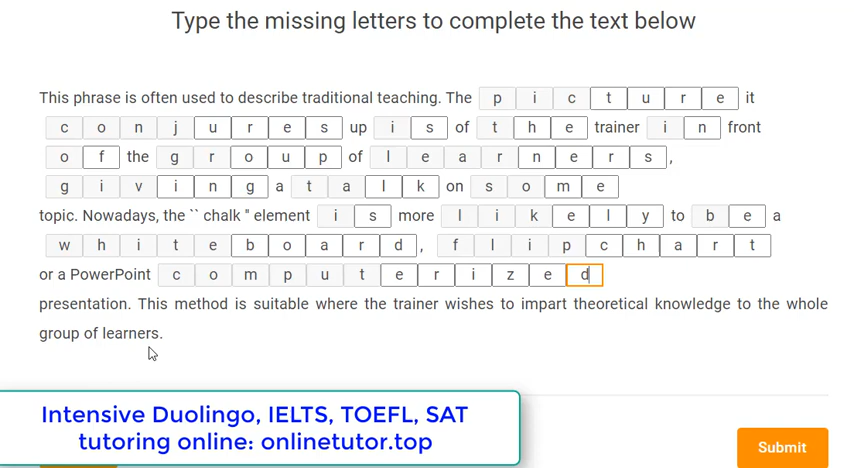 Type the missing letters to complete the text below
This phrase is often used to describe traditional teaching. The picture it
conjures up is of the trainer in front
of the group of learners,
giving a talk on some
topic. Nowadays, the `` chalk " element is more likely to be a
whiteboard, flipchart
or a PowerPoint computerized
presentation. This method is suitable where the trainer wishes to impart theoretical knowledge to the whole
group of learners.
Intensive Duolingo, IELTS, TOEFL, SAT
tutoring online: onlinetutor.top
Submit